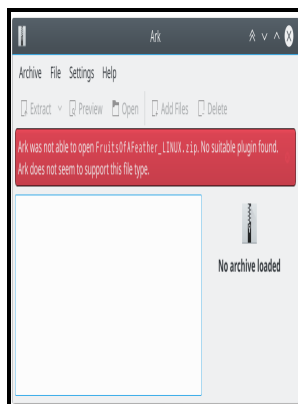 Ark
Archive File Settings Help
Extract Preview Open Add Files Delete
Ark was not able to open FruitsOfAFeather_LINUX.zip. No suitable plugin found.
Ark does not seem to support this file type.
No archive loaded